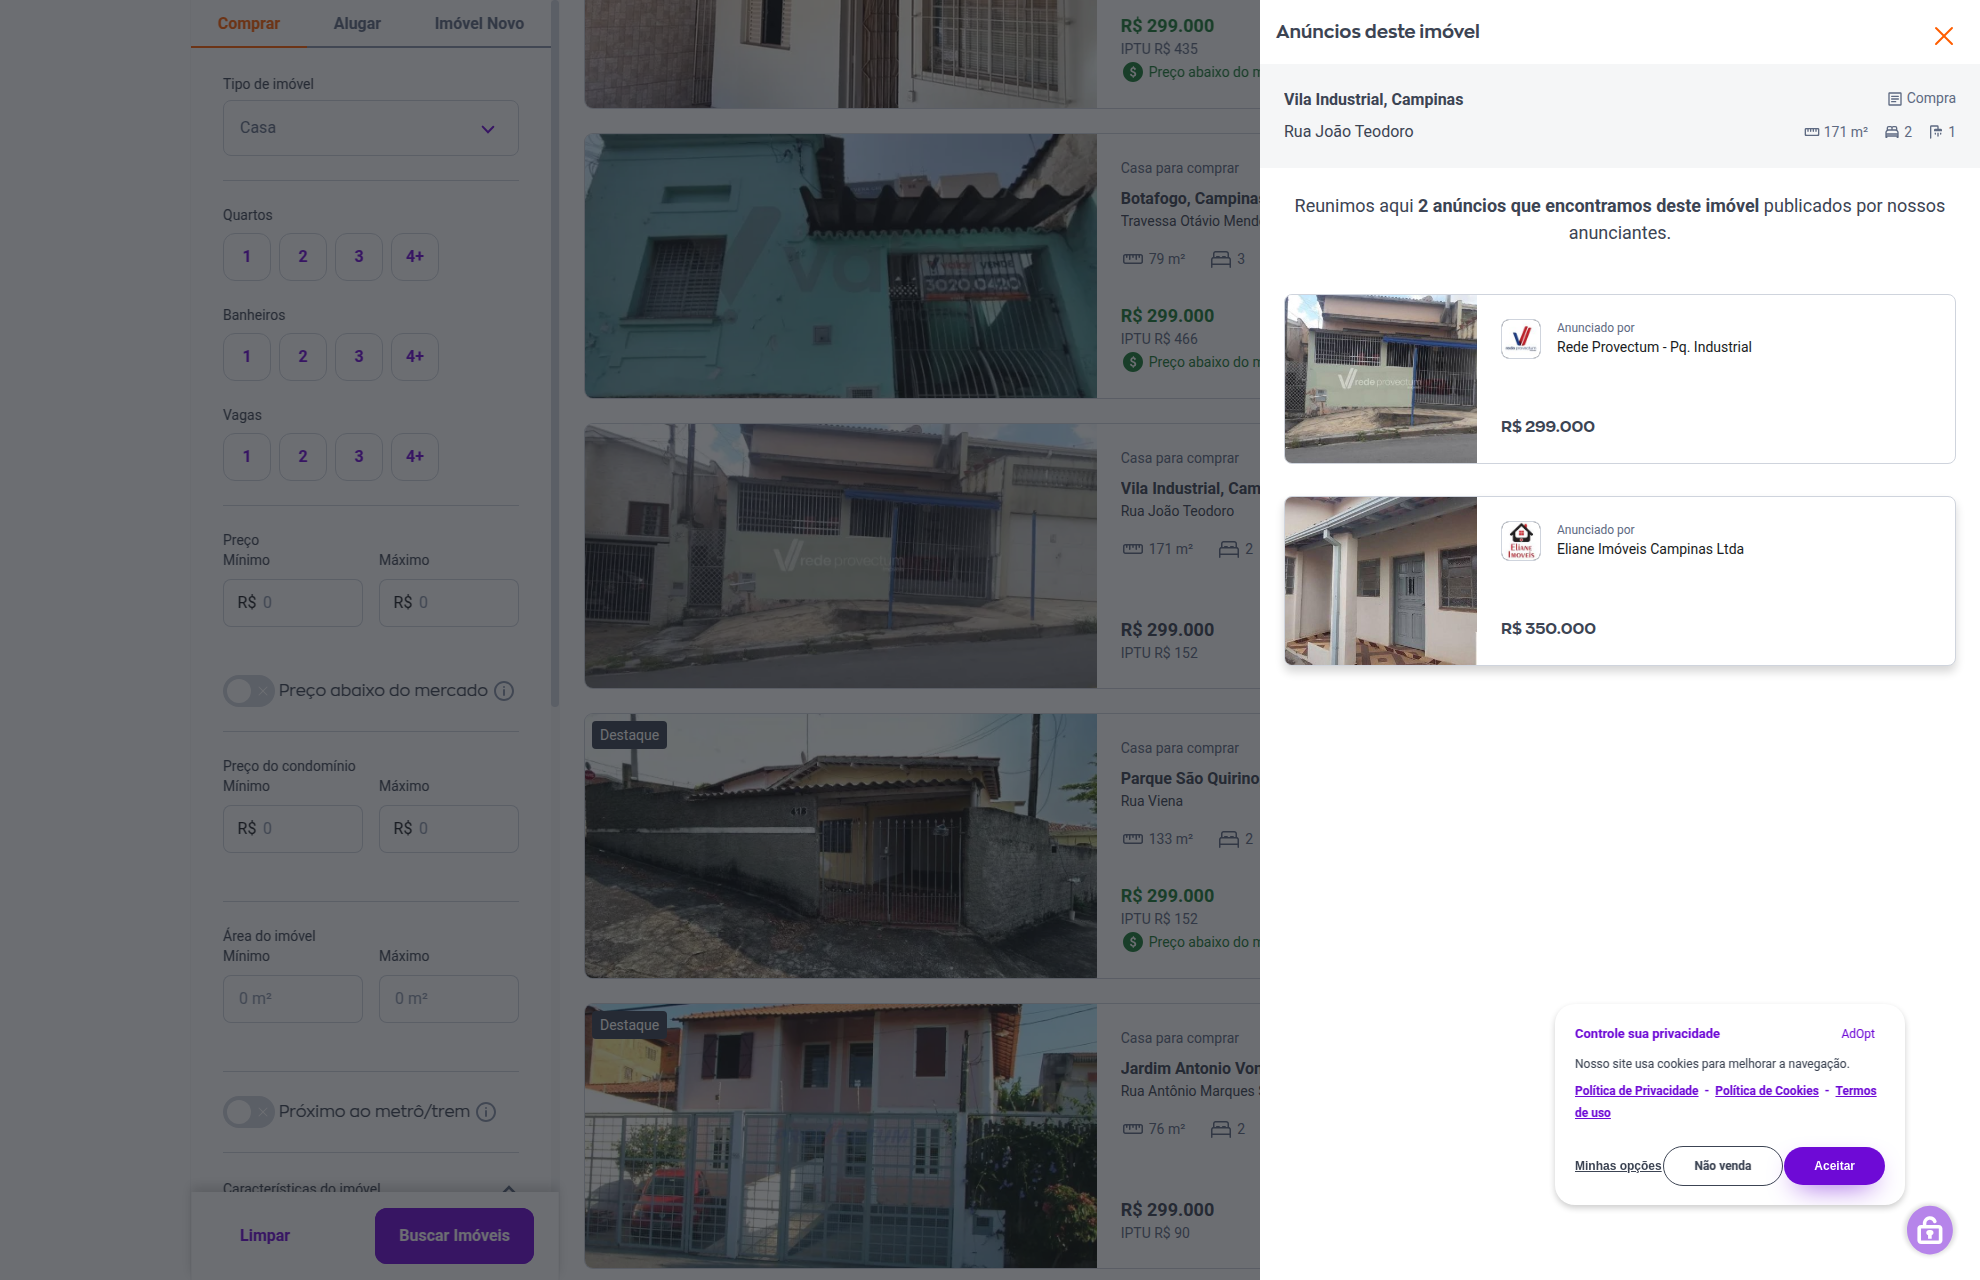 Comprar
Alugar
Imóvel Novo
Tipo de imóvel
Casa
Quartos
1
2
3
4+
Banheiros
1
2
3
4+
Vagas
1
2
3
4+
Preço
Mínimo
Máximo
R$ 0
R$ 0
Preço abaixo do mercado
Preço do condomínio
Mínimo
Máximo
R$ 0
R$ 0
Área do imóvel
Mínimo
Máximo
0 m²
0 m²
Próximo ao metrô/trem
Características do imóvel
Limpar
Buscar Imóveis
R$ 299.000
IPTU R$ 435
Preço abaixo do
Casa para comprar
Botafogo, Campinas
Travessa Otávio
79 m²
3
R$ 299.000
IPTU R$ 466
Preço abaixo do
3020.0420
Casa para comprar
Vila Industrial,
Rua João Teodoro
171 m²
2
R$ 299.000
IPTU R$ 152
rede provectum
Destaque
Casa para comprar
Parque São Quirino
Rua Viena
133 m²
2
R$ 299.000
IPTU R$ 152
Preço abaixo do
Destaque
Casa para comprar
Jardim Antonio
Rua Antônio Marques
76 m²
2
R$ 299.000
IPTU R$ 90
Anúncios deste imóvel
Vila Industrial, Campinas
Compra
Rua João Teodoro
171 m²
2
1
Reunimos aqui 2 anúncios que encontramos deste imóvel publicados por nossos
anunciantes.
rede provectum
Anunciado por
Rede Provectum - Pq. Industrial
R$ 299.000
Eliane
Imóveis
Anunciado por
Eliane Imóveis Campinas Ltda
R$ 350.000
Controle sua privacidade
AdOpt
Nosso site usa cookies para melhorar a navegação.
Política de Privacidade - Política de Cookies - Termos
de uso
Minhas opções
Não venda
Aceitar